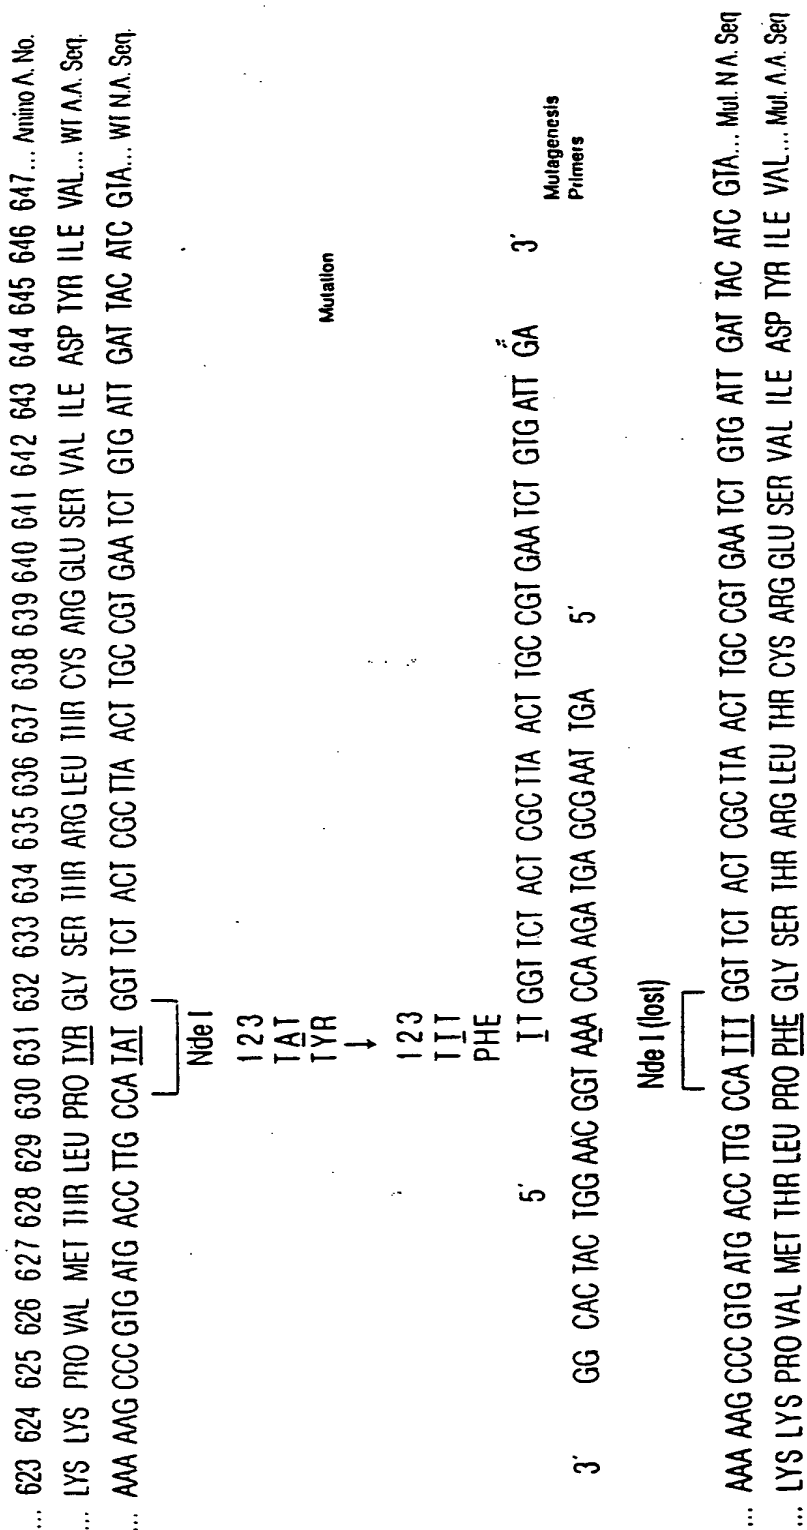 ... 623 624 625 626 627 628 629 630 631 632 633 634 635 636 637 638 639 640 641 642 643 644 645 646 647... Amino A. No.
... LYS LYS PRO VAL MET THR LEU PRO TYR GLY SER THR ARG LEU THR CYS ARG GLU SER VAL ILE ASP TYR ILE VAL... WT A.A. Seq.
... AAA AAG CCC GTG ATG ACC TTG CCA TAT GGT TCT ACT CGC TTA ACT TGC CGT GAA TCT GTG ATT GAT TAC ATC GTA... WT N.A. Seq.
Nde I
1 2 3
TAT
TYR
↓
Mutation
1 2 3
TTT
PHE
5' TT GGT TCT ACT CGC TTA ACT TGC CGT GAA TCT GTG ATT GA 3'
Mutagenesis
Primers
3' GG CAC TAC TGG AAC GGT AAA CCA AGA TGA GCG AAT TGA 5'
Nde I (lost)
... AAA AAG CCC GTG ATG ACC TTG CCA TTT GGT TCT ACT CGC TTA ACT TGC CGT GAA TCT GTG ATT GAT TAC ATC GTA... Mut. N.A. Seq
... LYS LYS PRO VAL MET THR LEU PRO PHE GLY SER THR ARG LEU THR CYS ARG GLU SER VAL ILE ASP TYR ILE VAL... Mut. A.A. Seq